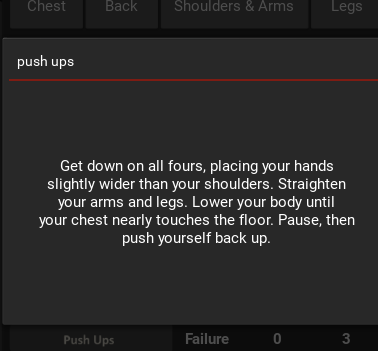 Chest Back Shoulders & Arms Legs
push ups
Get down on all fours, placing your hands
slightly wider than your shoulders. Straighten
your arms and legs. Lower your body until
your chest nearly touches the floor. Pause, then
push yourself back up.
Push Ups Failure 0 3